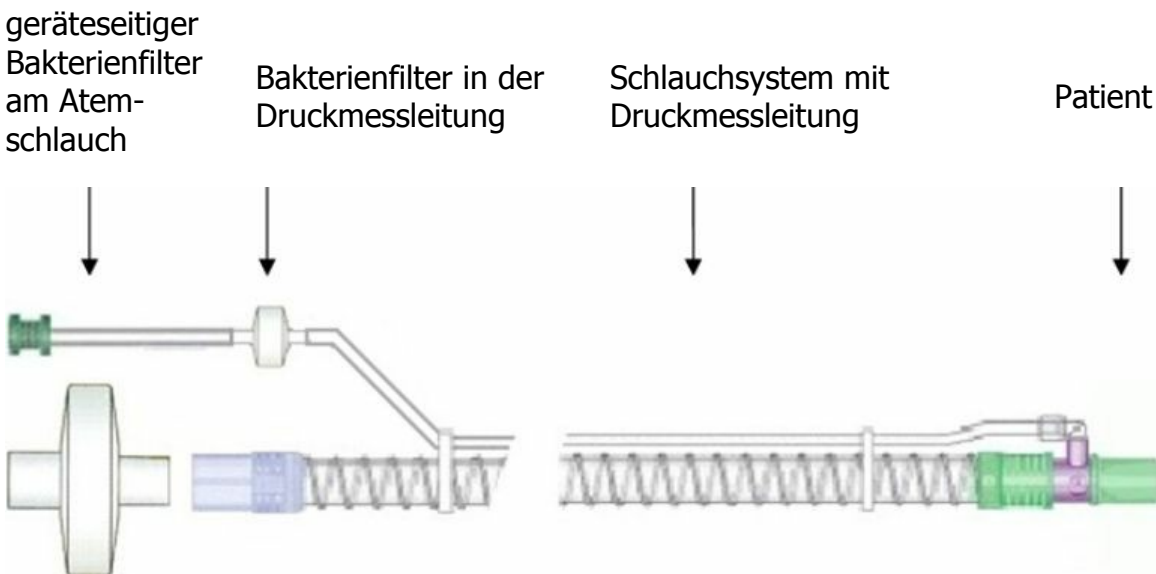 geräteseitiger
Bakterienfilter
am Atem-
schlauch
Bakterienfilter in der
Druckmessleitung
Schlauchsystem mit
Druckmessleitung
Patient